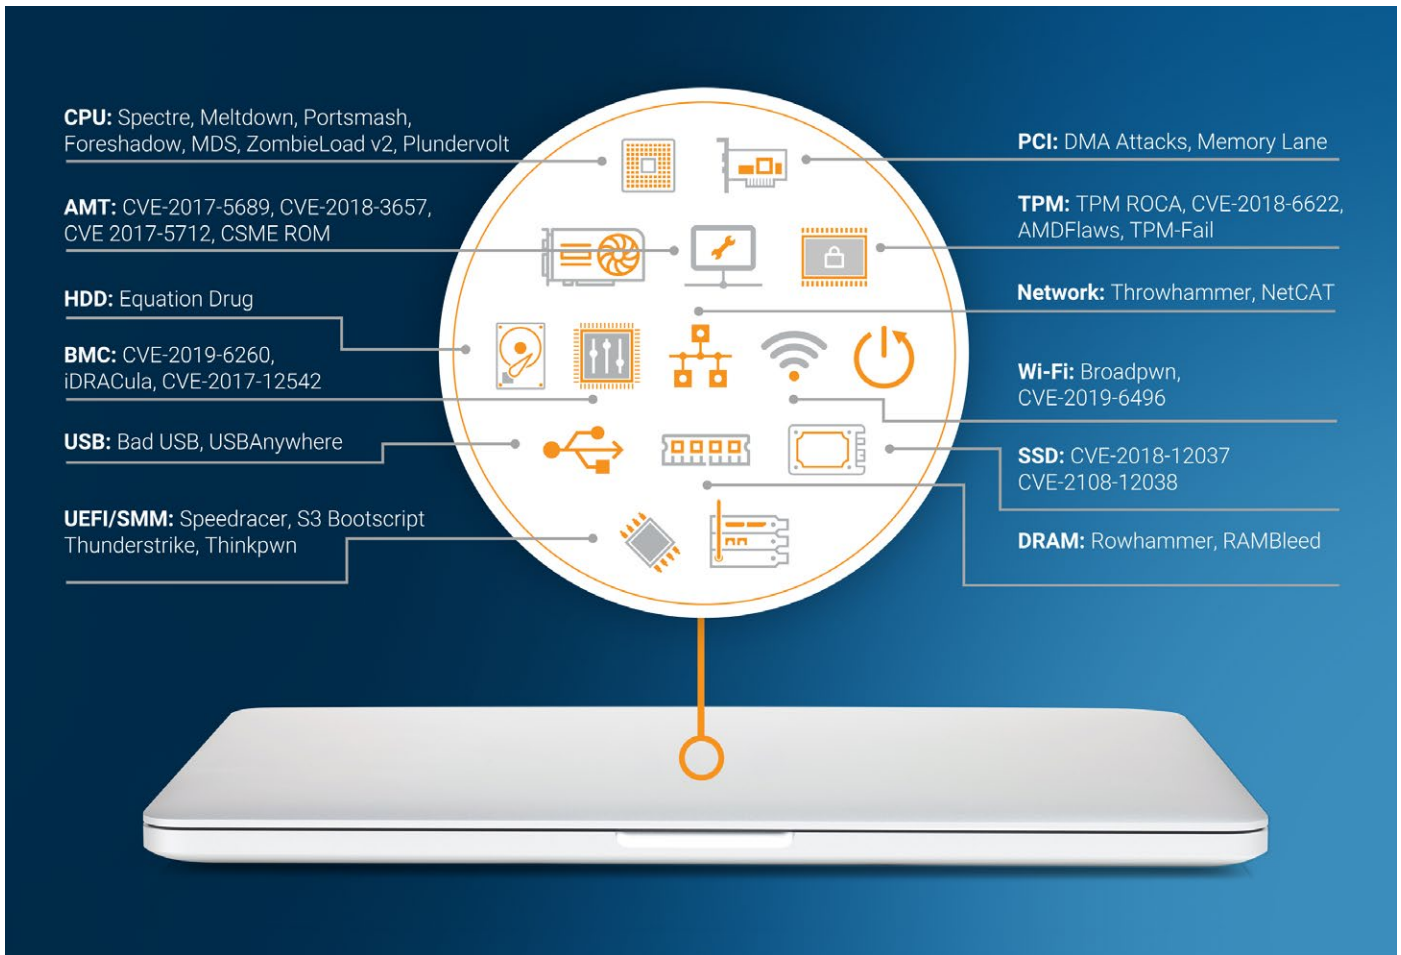 CPU: Spectre, Meltdown, Portsmash,
Foreshadow, MDS, ZombieLoad v2, Plundervolt
AMT: CVE-2017-5689, CVE-2018-3657,
CVE 2017-5712, CSME ROM
HDD: Equation Drug
BMC: CVE-2019-6260,
iDRACula, CVE-2017-12542
USB: Bad USB, USBAnywhere
UEFI/SMM: Speedracer, S3 Bootscript
Thunderstrike, Thinkpwn
PCI: DMA Attacks, Memory Lane
TPM: TPM ROCA, CVE-2018-6622,
AMDFlaws, TPM-Fail
Network: Throwhammer, NetCAT
Wi-Fi: Broadpwn,
CVE-2019-6496
SSD: CVE-2018-12037
CVE-2108-12038
DRAM: Rowhammer, RAMBleed